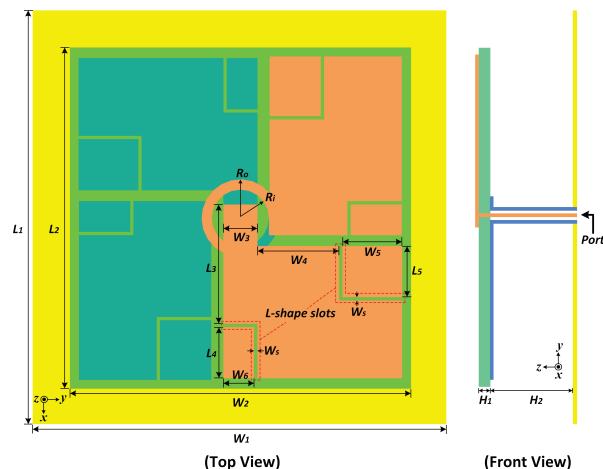 Ro
Ri
L1
L2
W3
L3
W4
W5
L5
Port
L-shape slots
Ws
L4
Ws
W6
z
y
x
W2
W1
y
z
x
H1
H2
(Top View)
(Front View)